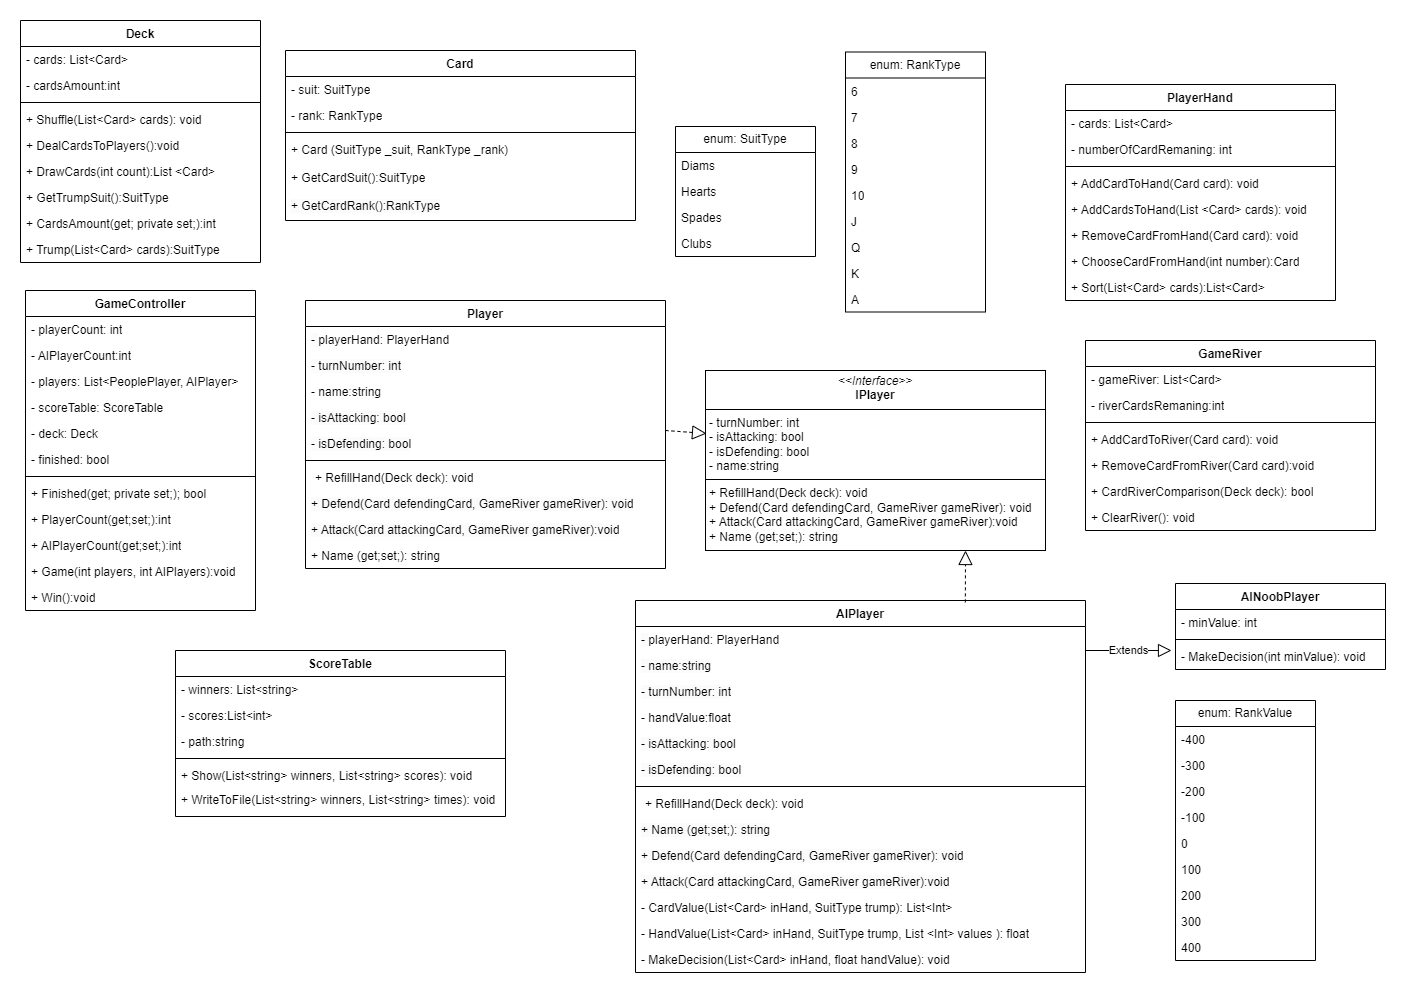 Deck
- cards: List<Card>
- cardsAmount:int
+ Shuffle(List<Card> cards): void
+ DealCardsToPlayers():void
+ DrawCards(int count):List <Card>
+ GetTrumpSuit():SuitType
+ CardsAmount(get; private set;):int
+ Trump(List<Card> cards):SuitType
Card
- suit: SuitType
- rank: RankType
+ Card (SuitType _suit, RankType _rank)
+ GetCardSuit():SuitType
+ GetCardRank():RankType
enum: SuitType
Diams
Hearts
Spades
Clubs
enum: RankType
6
7
8
9
10
J
Q
K
A
PlayerHand
- cards: List<Card>
- numberOfCardRemaning: int
+ AddCardToHand(Card card): void
+ AddCardsToHand(List <Card> cards): void
+ RemoveCardFromHand(Card card): void
+ ChooseCardFromHand(int number):Card
+ Sort(List<Card> cards):List<Card>
GameController
- playerCount: int
- AIPlayerCount:int
- players: List<PeoplePlayer, AIPlayer>
- scoreTable: ScoreTable
- deck: Deck
- finished: bool
+ Finished(get; private set;); bool
+ PlayerCount(get;set;):int
+ AIPlayerCount(get;set;):int
+ Game(int players, int AIPlayers):void
+ Win():void
Player
- playerHand: PlayerHand
- turnNumber: int
- name:string
- isAttacking: bool
- isDefending: bool
+ RefillHand(Deck deck): void
+ Defend(Card defendingCard, GameRiver gameRiver): void
+ Attack(Card attackingCard, GameRiver gameRiver):void
+ Name (get;set;): string
<<Interface>>
IPlayer
- turnNumber: int
- isAttacking: bool
- isDefending: bool
- name:string
+ RefillHand(Deck deck): void
+ Defend(Card defendingCard, GameRiver gameRiver): void
+ Attack(Card attackingCard, GameRiver gameRiver):void
+ Name (get;set;): string
GameRiver
- gameRiver: List<Card>
- riverCardsRemaning:int
+ AddCardToRiver(Card card): void
+ RemoveCardFromRiver(Card card):void
+ CardRiverComparison(Deck deck): bool
+ ClearRiver(): void
ScoreTable
- winners: List<string>
- scores:List<int>
- path:string
+ Show(List<string> winners, List<string> scores): void
+ WriteToFile(List<string> winners, List<string> times): void
AIPlayer
- playerHand: PlayerHand
- name:string
- turnNumber: int
- handValue:float
- isAttacking: bool
- isDefending: bool
+ RefillHand(Deck deck): void
+ Name (get;set;): string
+ Defend(Card defendingCard, GameRiver gameRiver): void
+ Attack(Card attackingCard, GameRiver gameRiver):void
- CardValue(List<Card> inHand, SuitType trump): List<Int>
- HandValue(List<Card> inHand, SuitType trump, List <Int> values ): float
- MakeDecision(List<Card> inHand, float handValue): void
Extends
AINoobPlayer
- minValue: int
- MakeDecision(int minValue): void
enum: RankValue
-400
-300
-200
-100
0
100
200
300
400